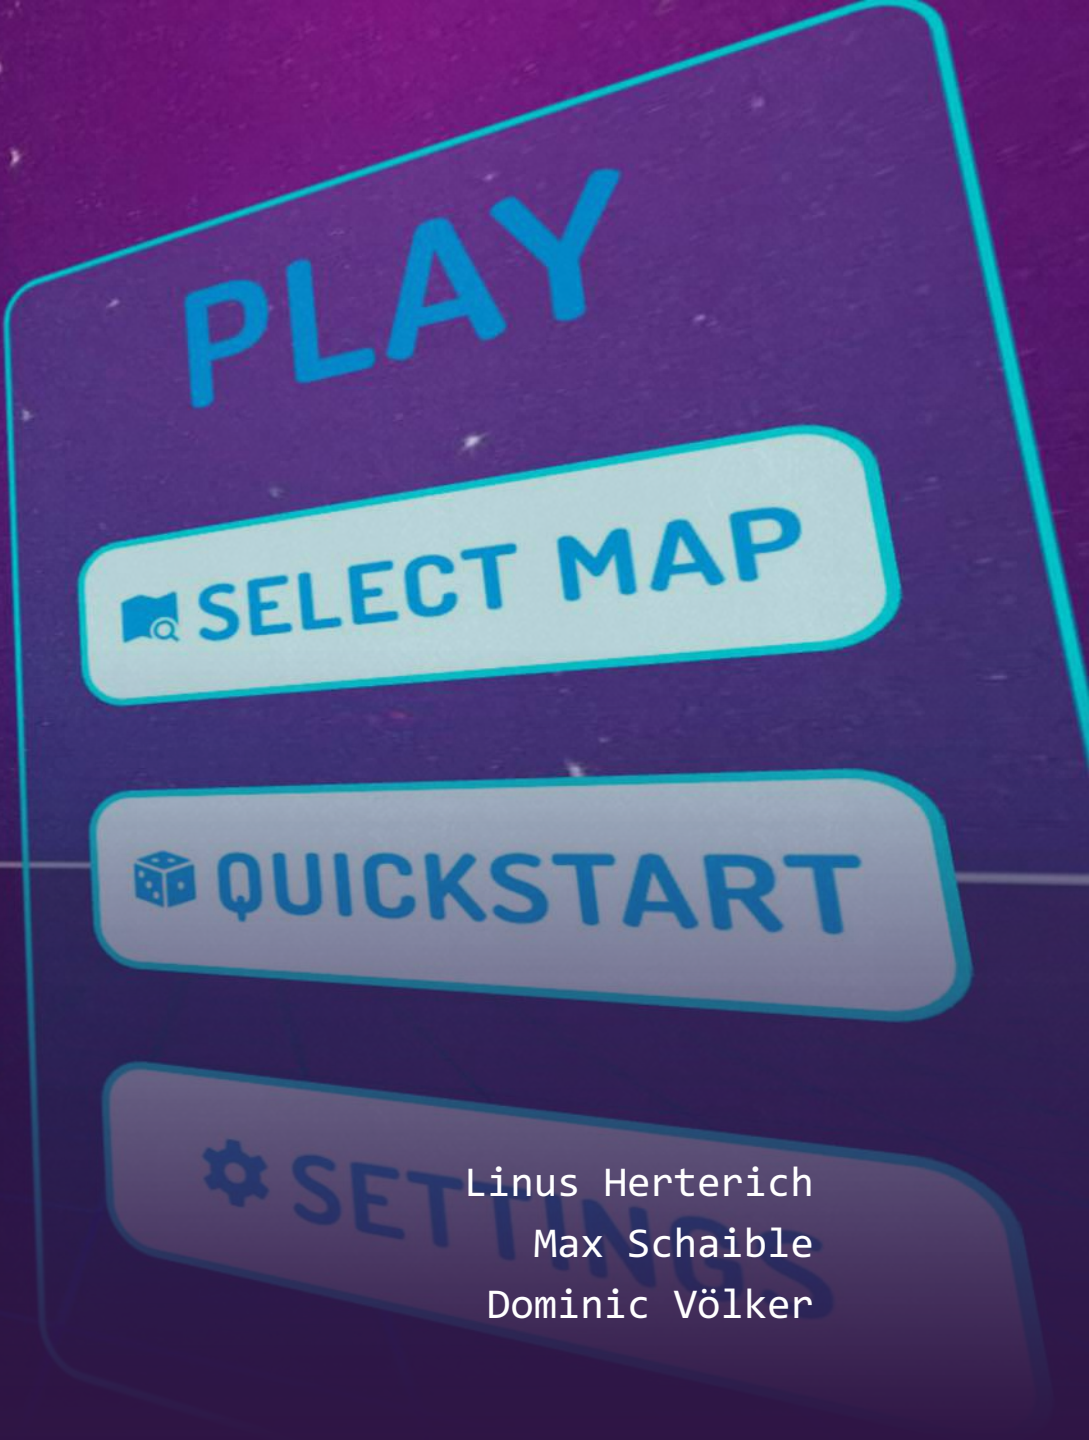 PLAY
SELECT MAP
QUICKSTART
SETTINGS
Linus Herterich
Max Schaible
Dominic Völker